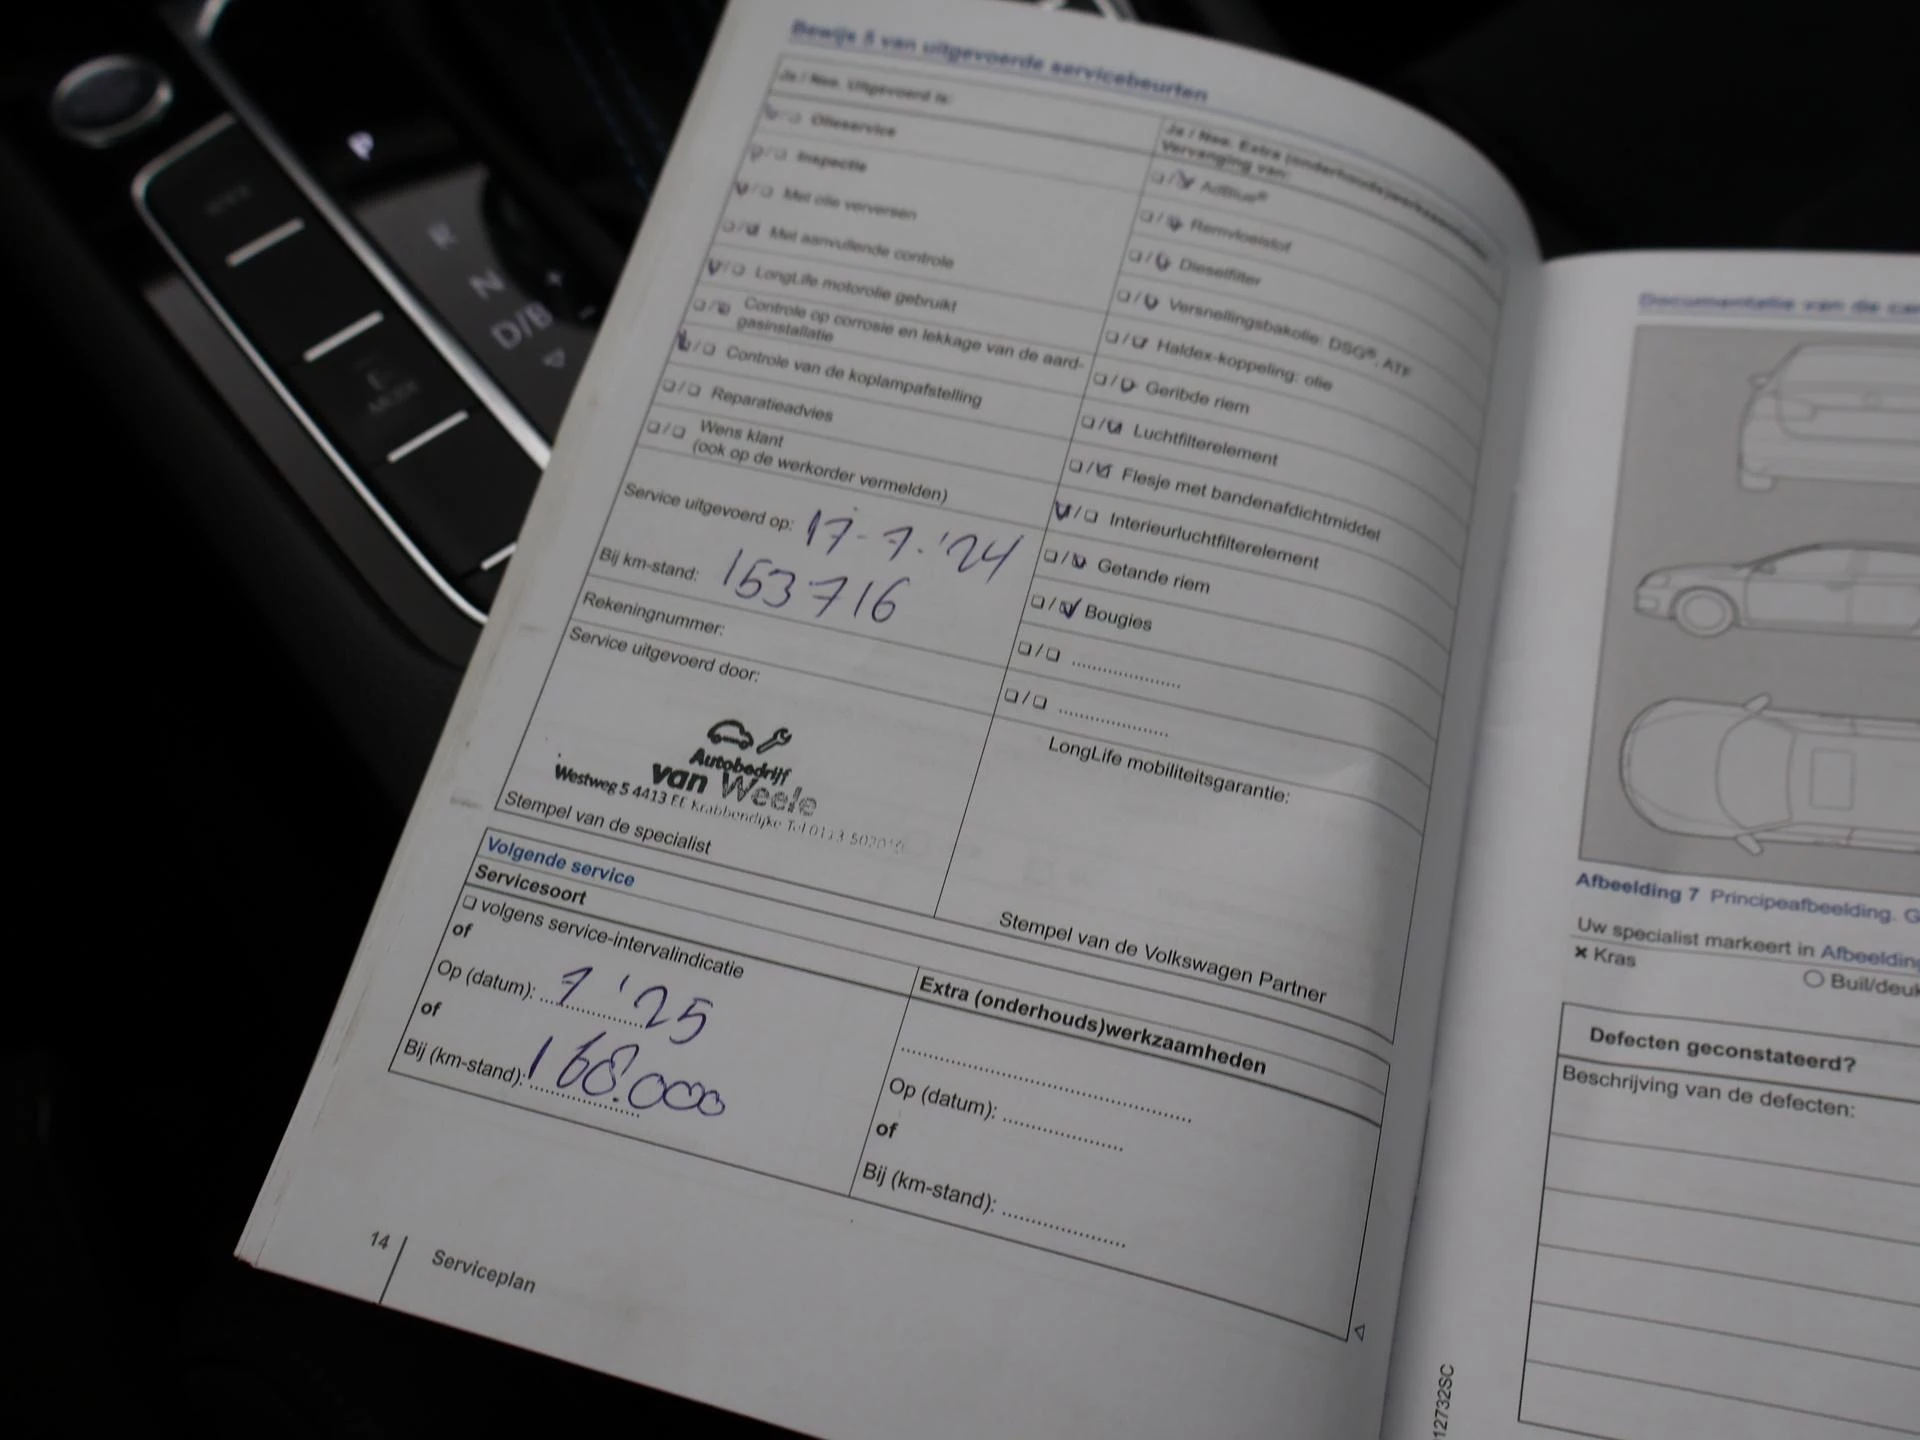 P
R
N
D/B
+
-
MODE
Bewijs 5 van uitgevoerde servicebeurten
Ja / Nee. Uitgevoerd is:
Olieservice
Inspectie
Met olie verversen
Met aanvullende controle
LongLife motorolie gebruikt
Controle op corrosie en lekkage van de aard-
gasinstallatie
Controle van de koplampafstelling
Reparatieadvies
Wens klant
(ook op de werkorder vermelden)
Service uitgevoerd op: 17-7-'24
Bij km-stand: 153716
Rekeningnummer:
Service uitgevoerd door:
Autobedrijf
van Weele
Westweg 5 4413 EE Krabbendijke
Stempel van de specialist
Ja / Nee. Extra (onderhouds)werkzaamheden
Vervanging van:
AdBlue®
Remvloeistof
Dieselfilter
Versnellingsbakolie: DSG®, ATF
Haldex-koppeling: olie
Geribde riem
Luchtfilterelement
Flesje met bandenafdichtmiddel
Interieurluchtfilterelement
Getande riem
Bougies
LongLife mobiliteitsgarantie:
Stempel van de Volkswagen Partner
Volgende service
Servicesoort
volgens service-intervalindicatie
of
Op (datum): 7 '25
of
Bij (km-stand): 168.000
Extra (onderhouds)werkzaamheden
Op (datum):
of
Bij (km-stand):
14
Serviceplan
Documentatie van de
Afbeelding 7 Principeafbeelding. G
Uw specialist markeert in Afbeelding
× Kras
Buil/deuk
Defecten geconstateerd?
Beschrijving van de defecten:
12732SC